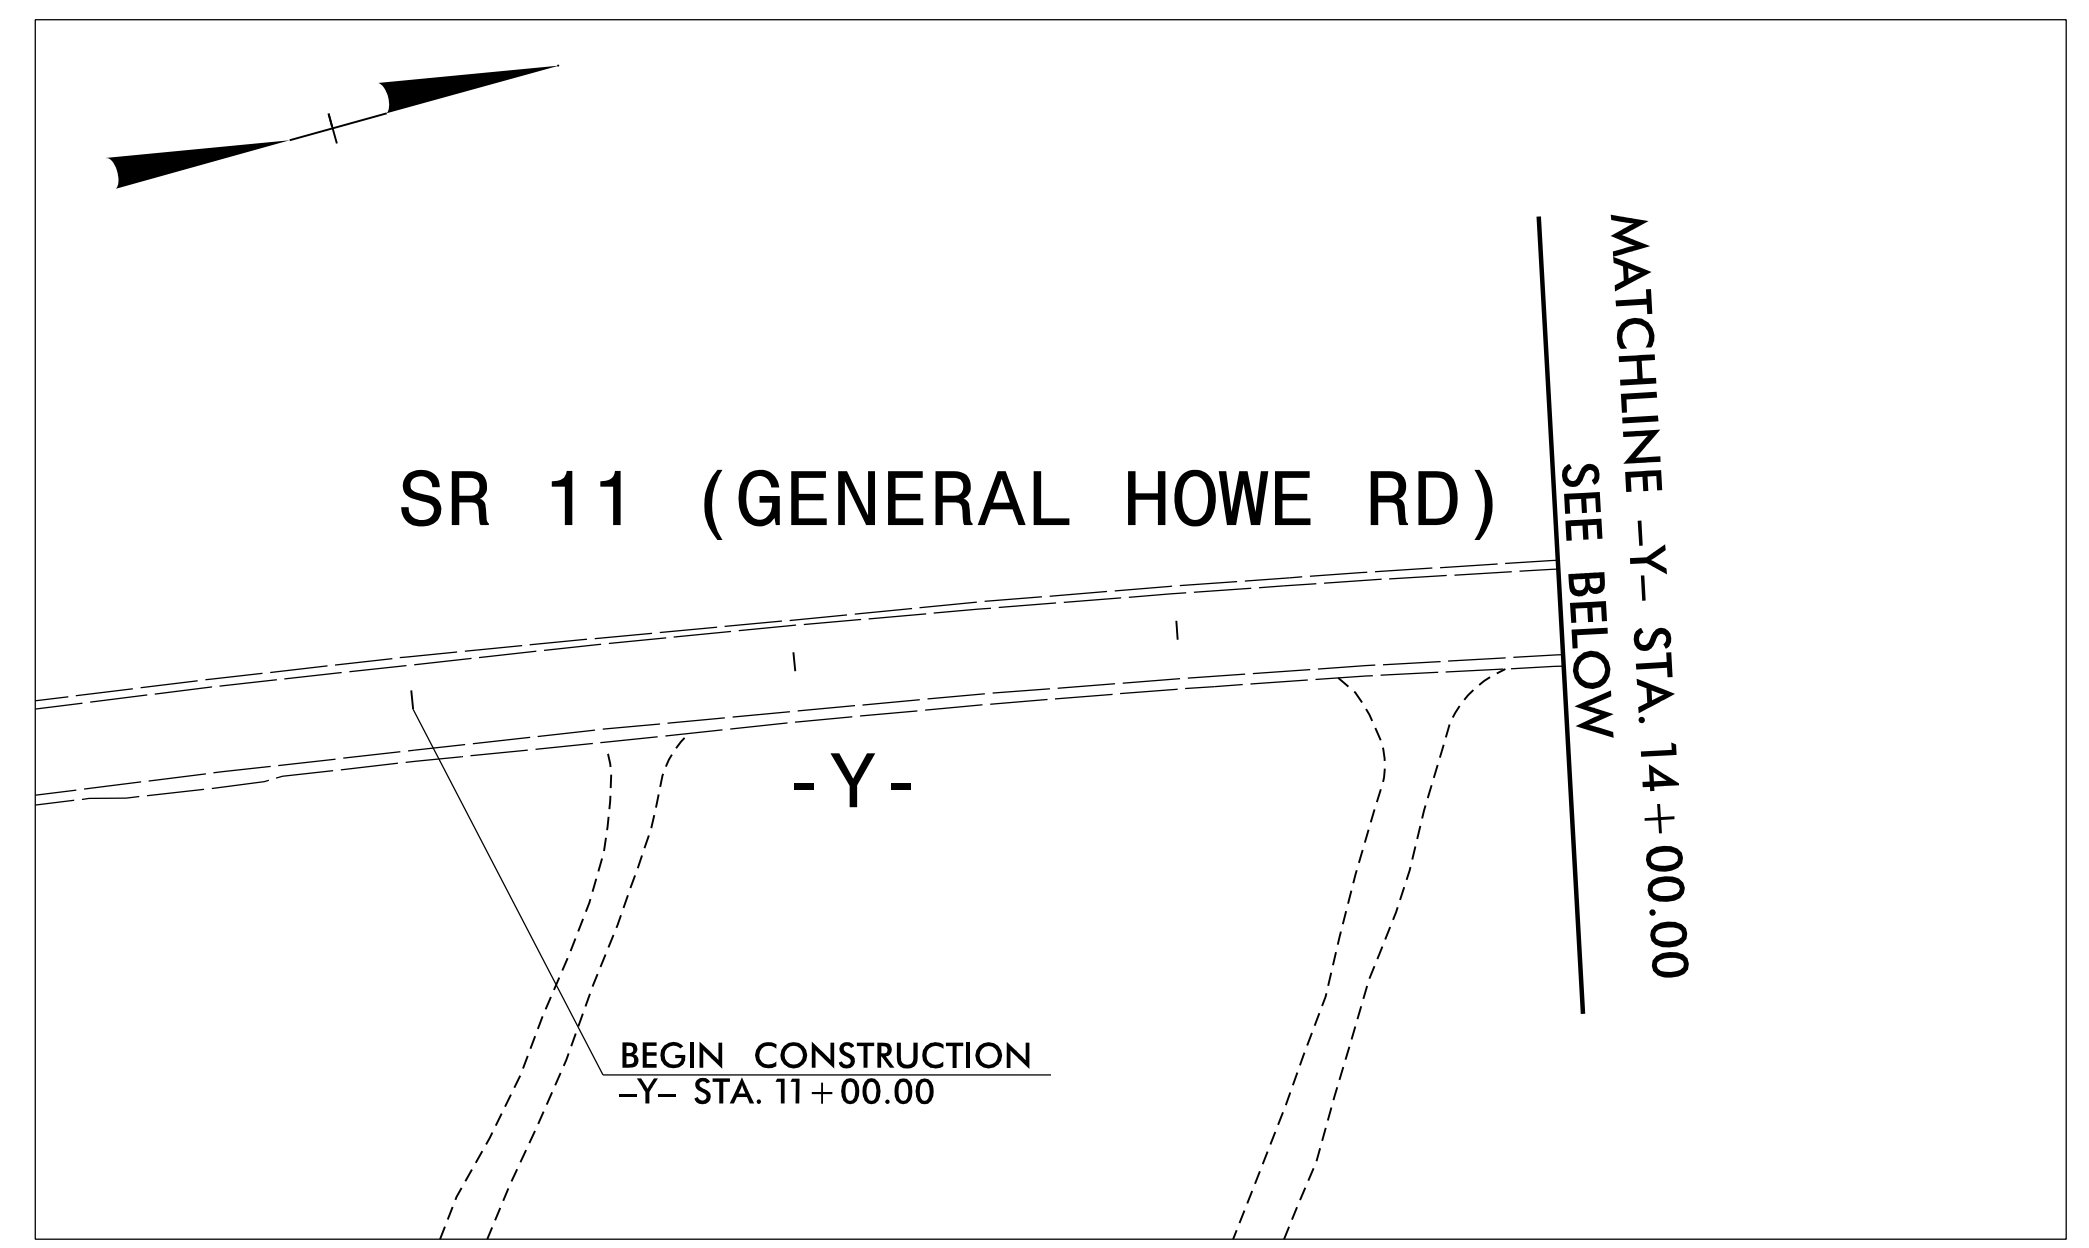 SR 11 (GENERAL HOWE RD)
MATCHLINE –Y– STA. 14+00.00
SEE BELOW
-Y-
BEGIN CONSTRUCTION
–Y– STA. 11+00.00